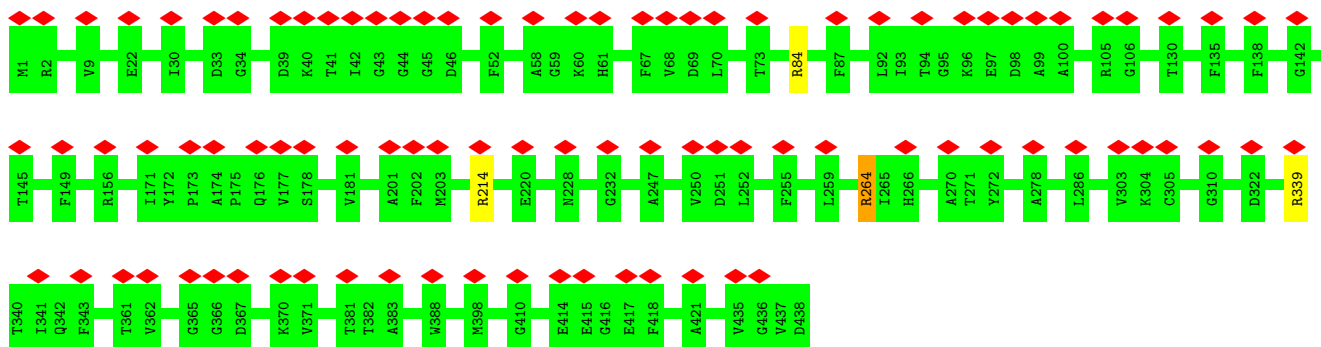 M1 R2 V9 E22 I30 D33 G34 D39 K40 T41 I42 G43 G44 G45 D46 F52 A58 G59 K60 H61 F67 V68 D69 L70 T73 R84 F87 L92 I93 T94 G95 K96 E97 D98 A99 A100 R105 G106 T130 F135 F138 G142
T145 F149 R156 I171 Y172 P173 A174 P175 Q176 V177 S178 V181 A201 F202 M203 R214 E220 N228 G232 A247 V250 D251 L252 F255 L259 R264 I265 H266 A270 T271 Y272 A278 L286 V303 K304 C305 G310 D322 R339
T340 I341 Q342 F343 T361 V362 G365 G366 D367 K370 V371 T381 T382 A383 W388 M398 G410 E414 E415 G416 E417 F418 A421 V435 G436 V437 D438